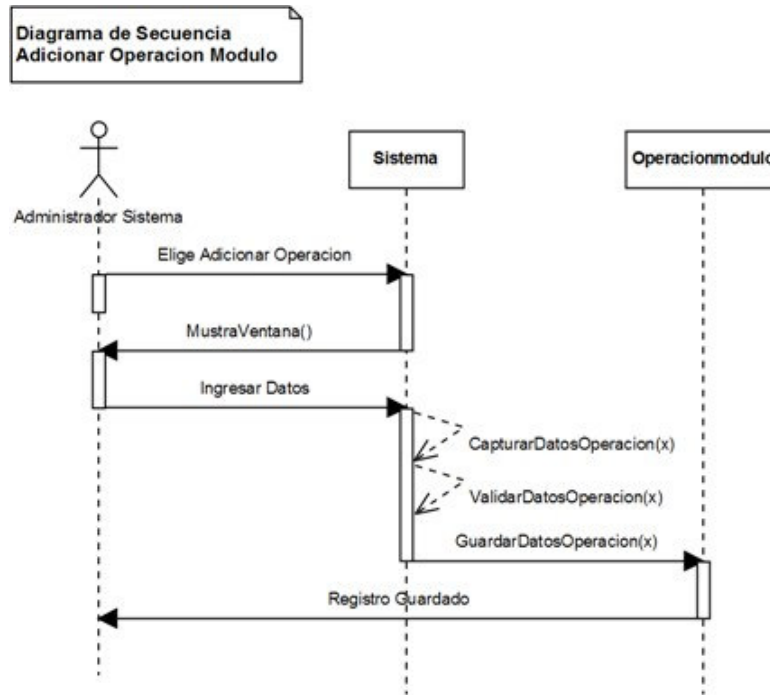 Diagrama de Secuencia
Adicionar Operacion Modulo
Sistema
Operacionmodulo
Administrador Sistema
Elige Adicionar Operacion
MustraVentana()
Ingresar Datos
CapturarDatosOperacion(x)
ValidarDatosOperacion(x)
GuardarDatosOperacion(x)
Registro Guardado